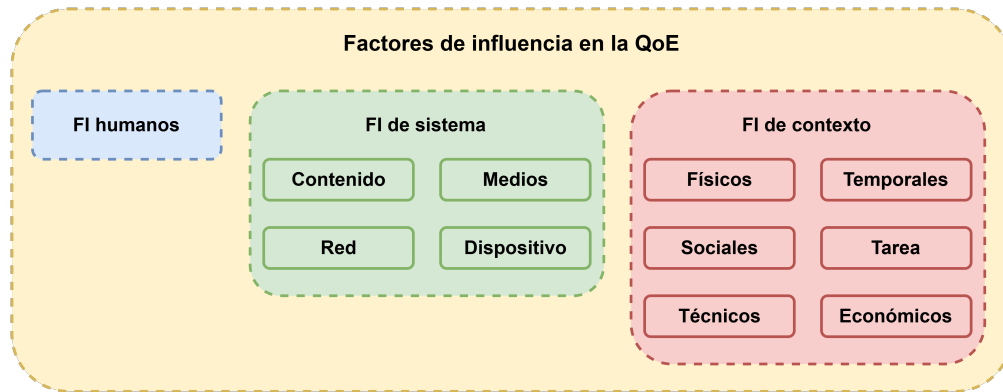 Factores de influencia en la QoE
FI humanos
FI de sistema
Contenido
Medios
Red
Dispositivo
FI de contexto
Físicos
Temporales
Sociales
Tarea
Técnicos
Económicos